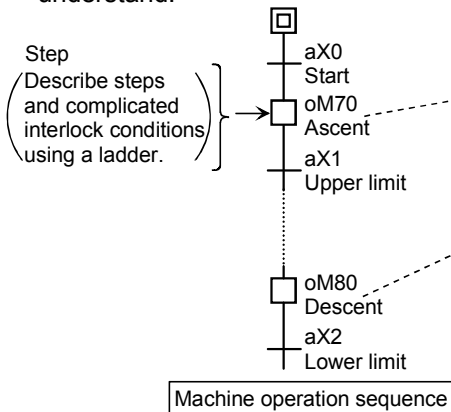 understand.
Step
Describe steps
and complicated
interlock conditions
using a ladder.
aX0
Start
oM70
Ascent
aX1
Upper limit
oM80
Descent
aX2
Lower limit
Machine operation sequence